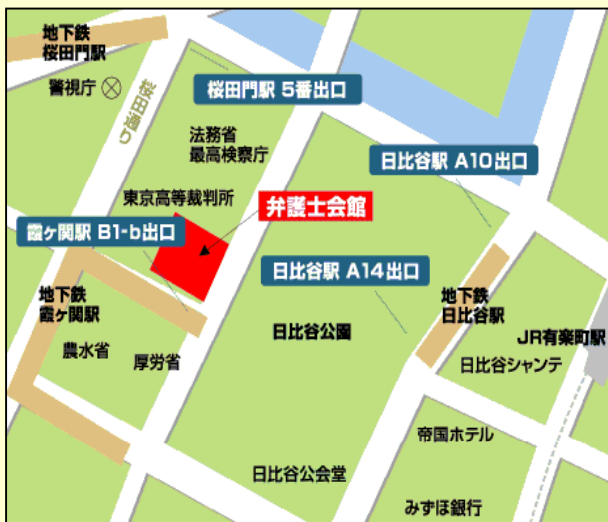 地下鉄
桜田門駅
警視庁
桜田通り
桜田門駅 5番出口
法務省
最高検察庁
日比谷駅 A10出口
東京高等裁判所
弁護士会館
霞ヶ関駅 B1-b出口
日比谷駅 A14出口
地下鉄
霞ヶ関駅
地下鉄
日比谷駅
日比谷公園
JR有楽町駅
農水省
厚労省
日比谷シャンテ
帝国ホテル
日比谷公会堂
みずほ銀行